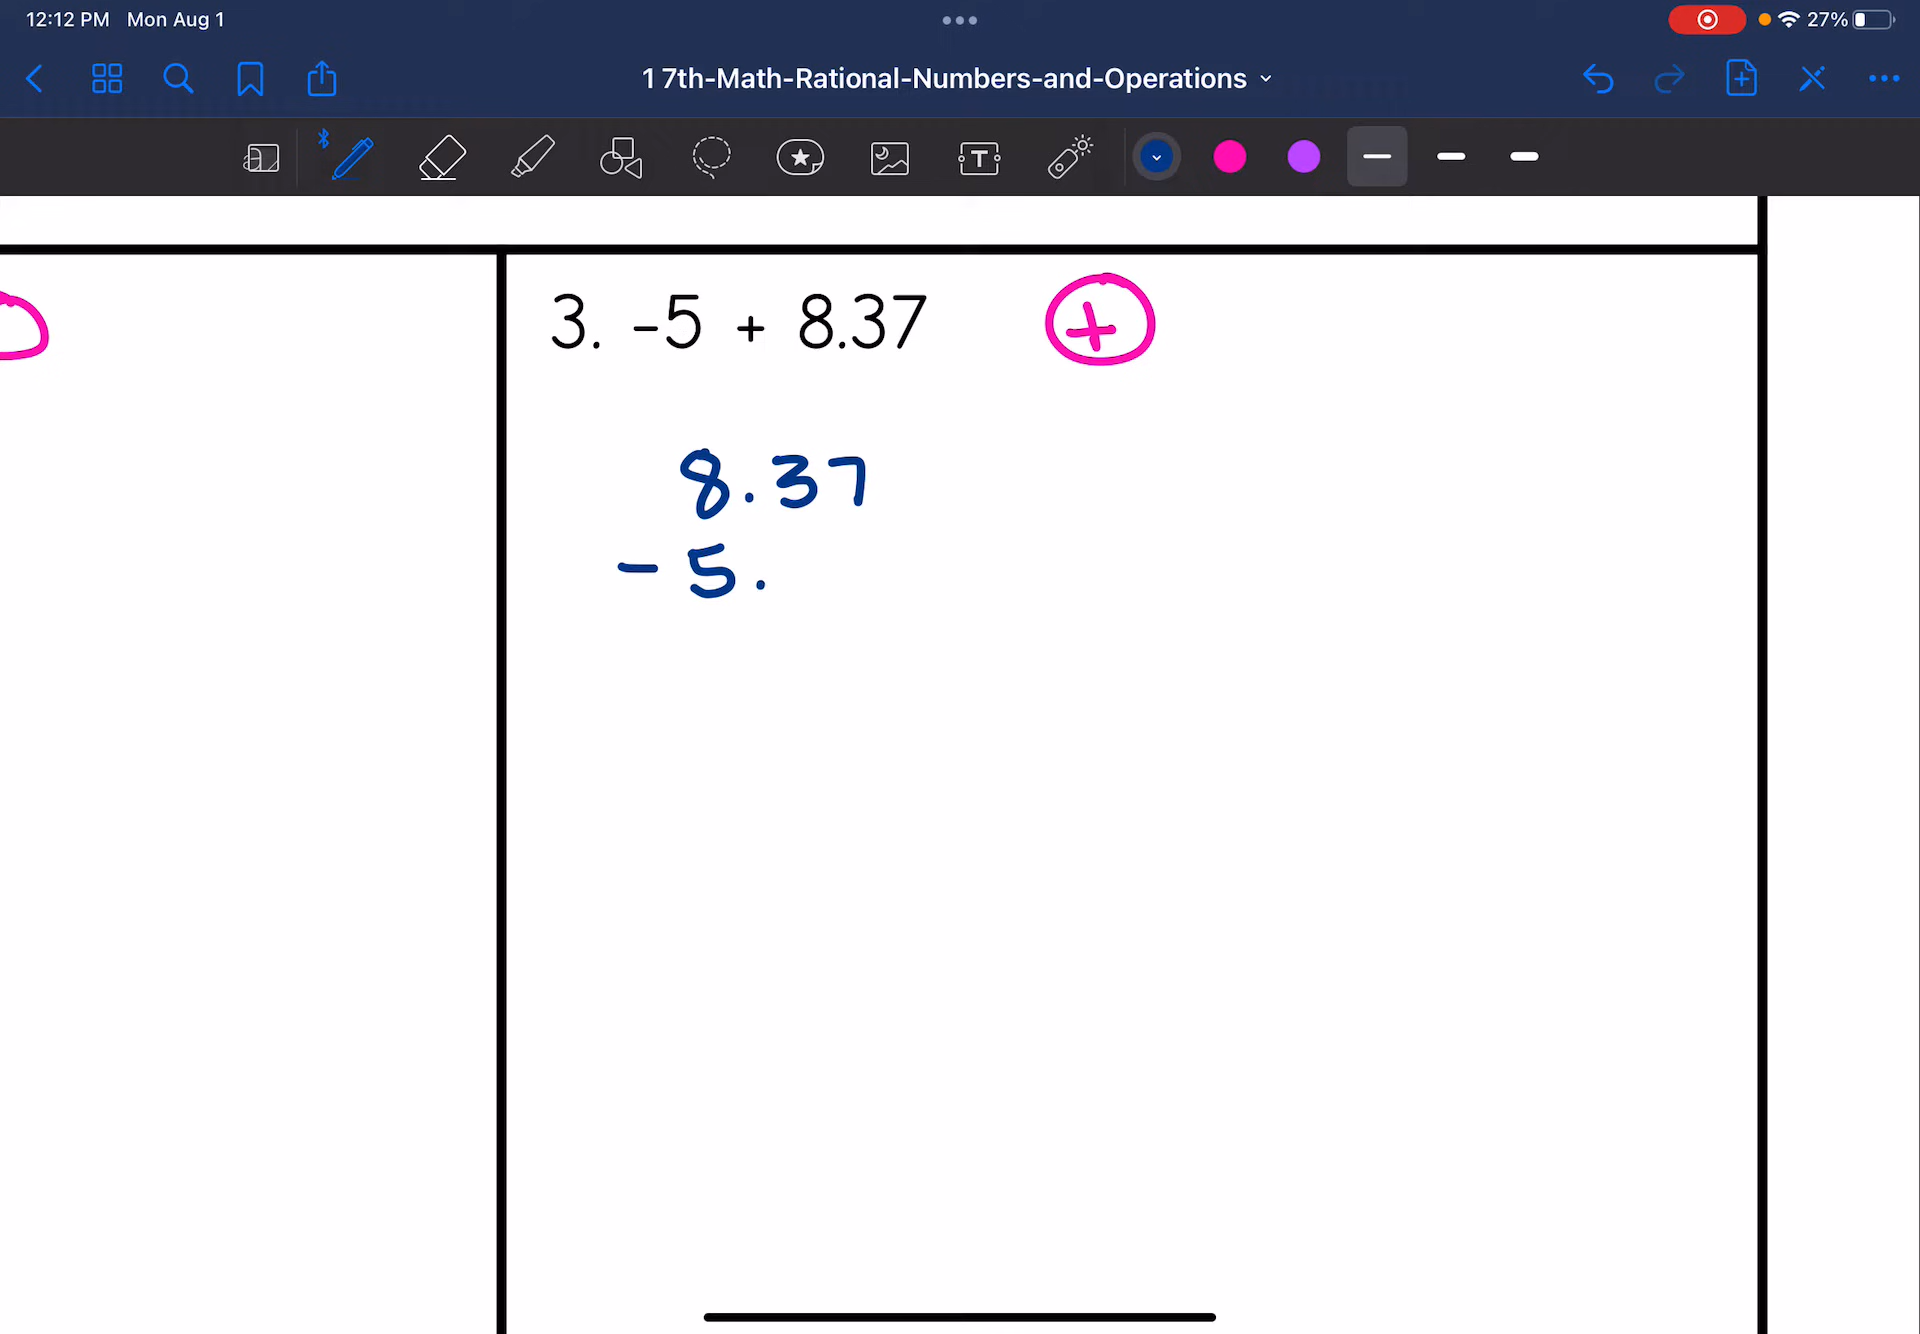 12:12 PM Mon Aug 1
27%
1 7th-Math-Rational-Numbers-and-Operations
T
3. -5 + 8.37 +
8.37
- 5.